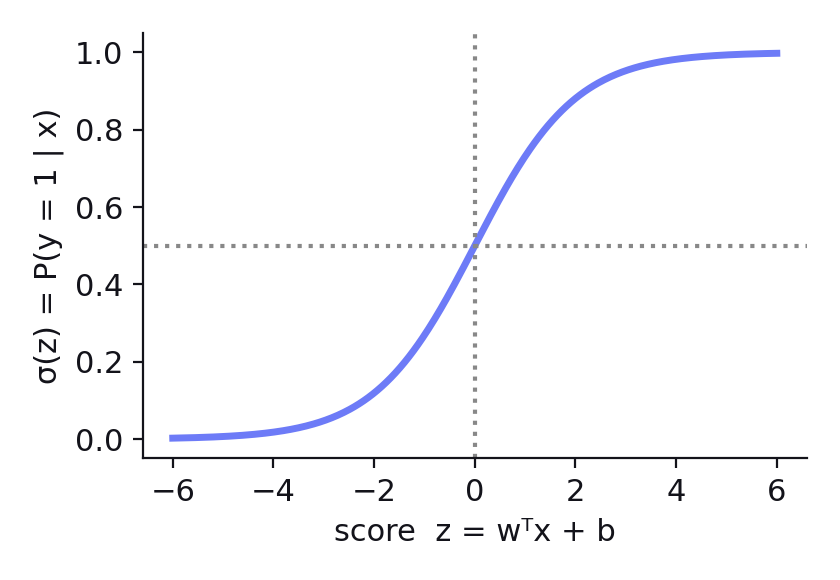 σ(z) = P(y = 1 | x)
1.0
0.8
0.6
0.4
0.2
0.0
−6 −4 −2 0 2 4 6
score z = wᵀx + b